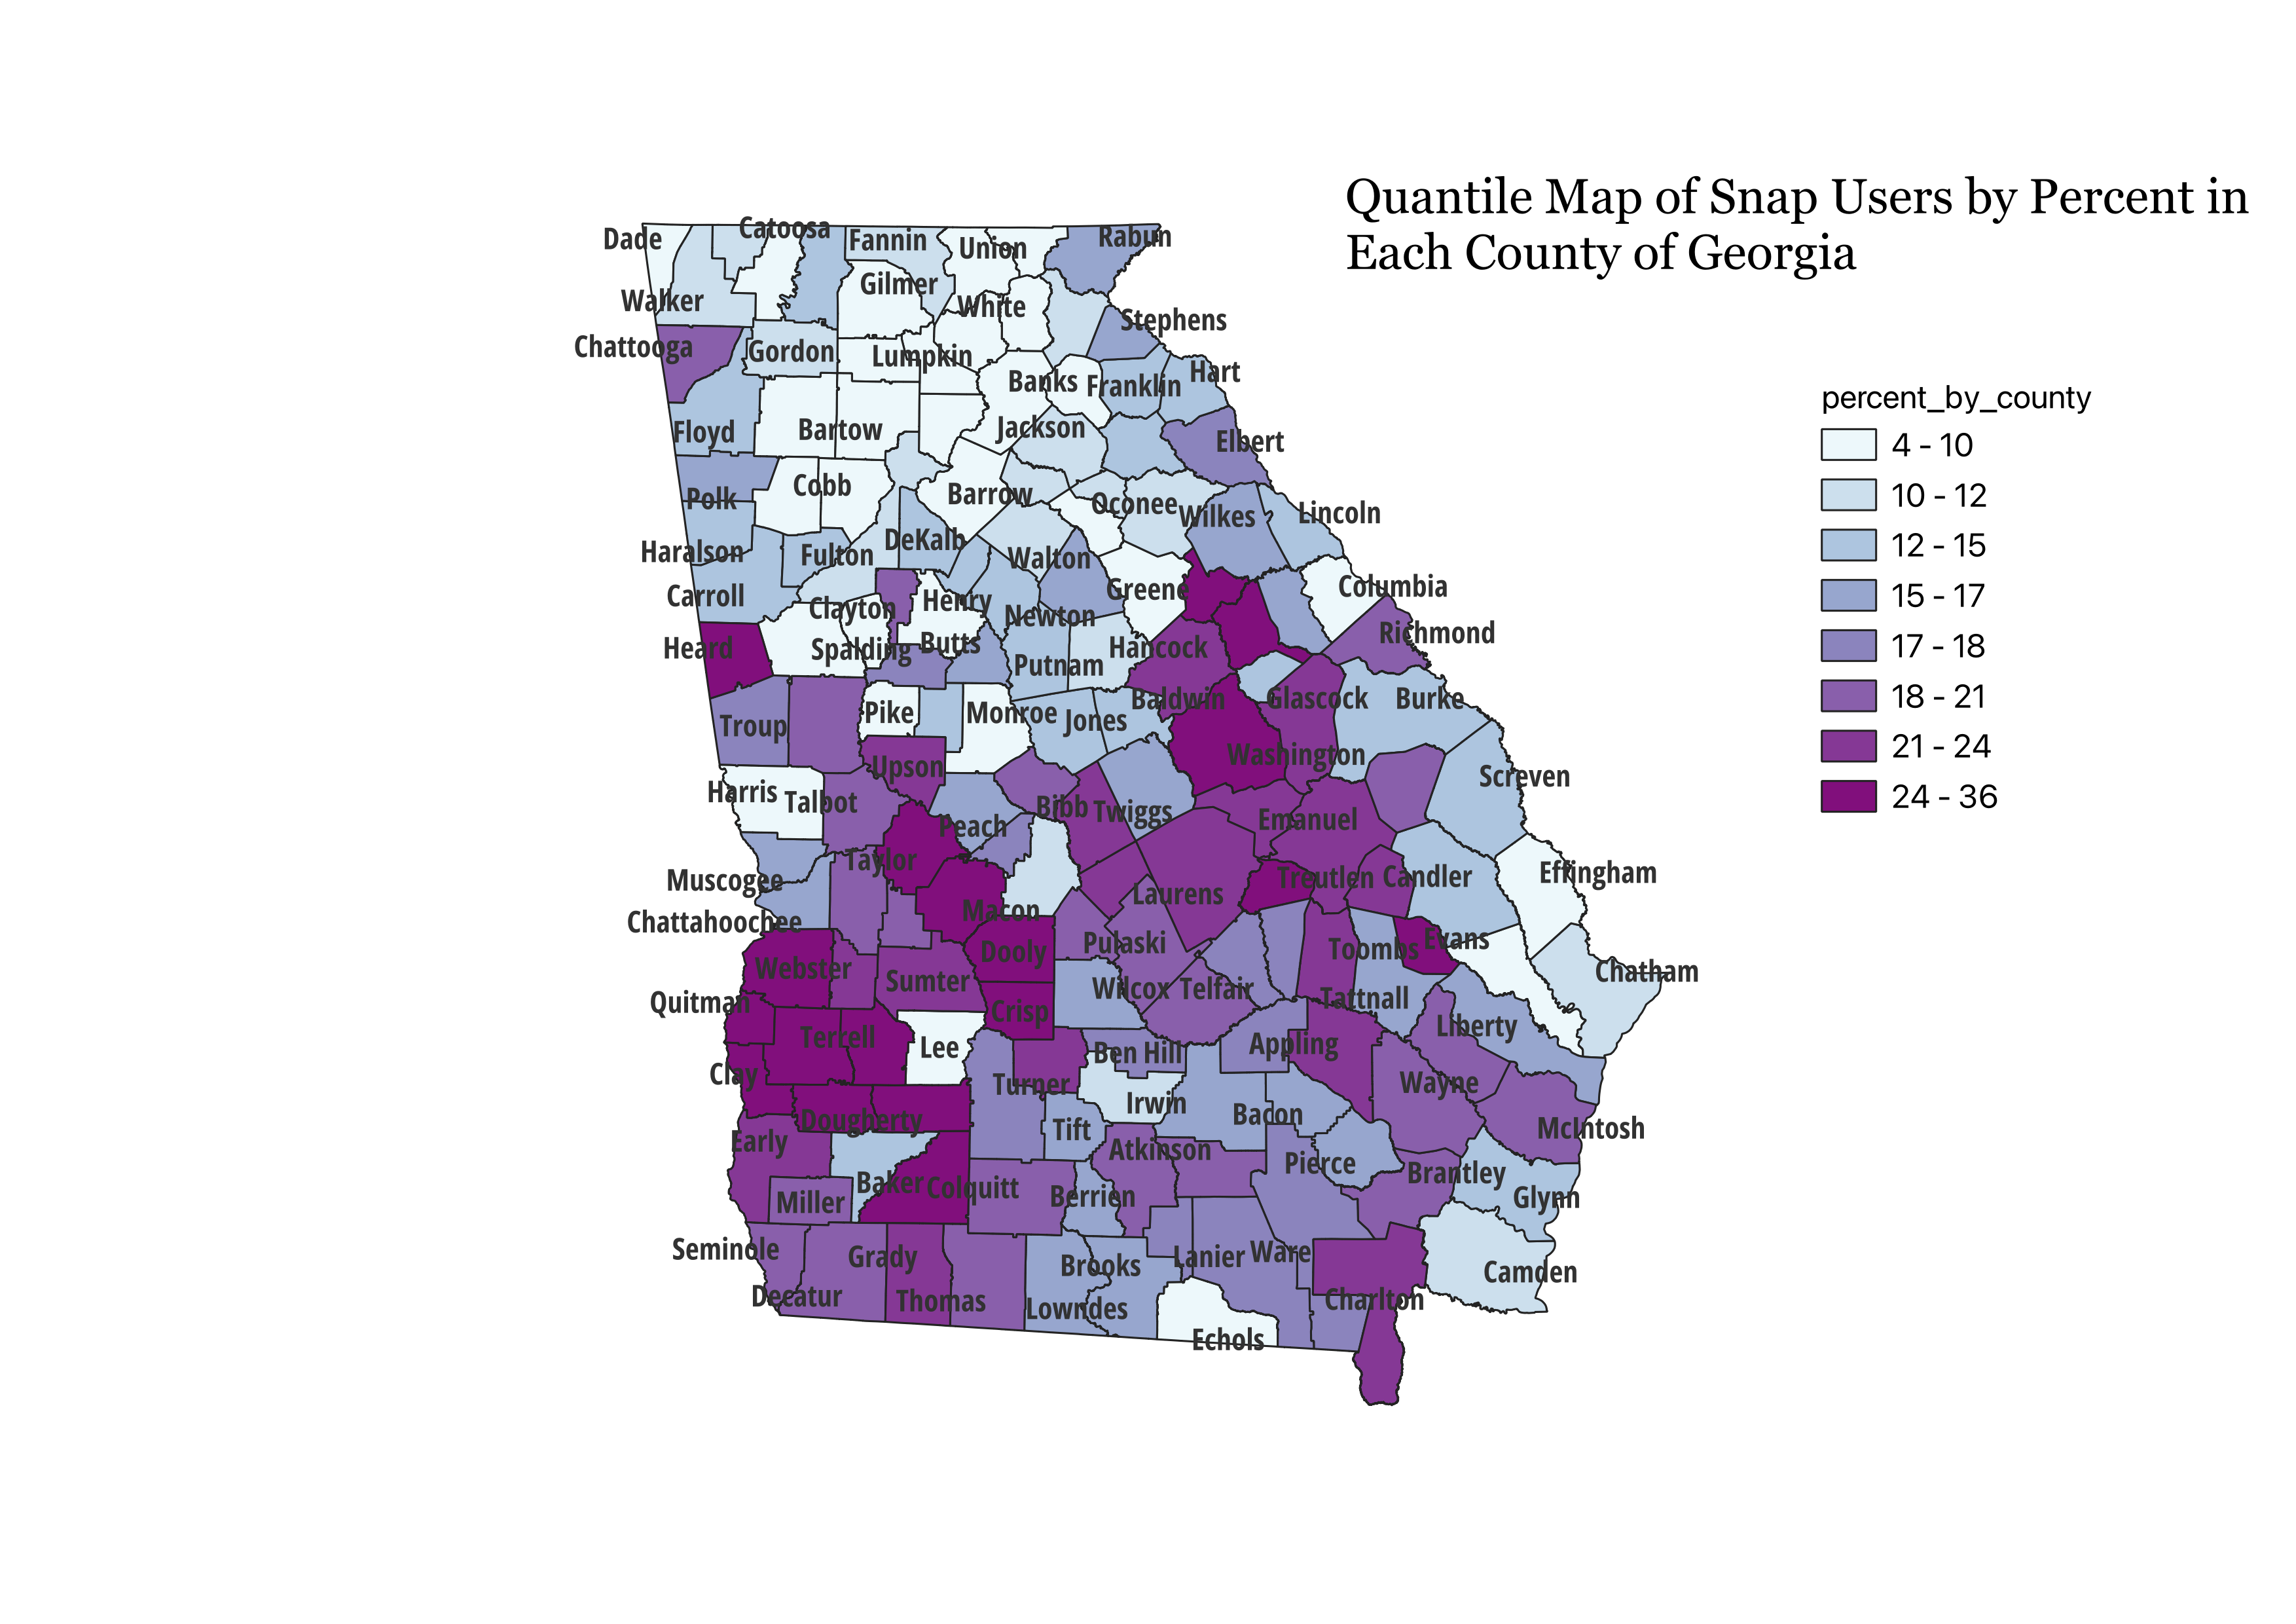 Quantile Map of Snap Users by Percent in
Each County of Georgia
percent_by_county
4 - 10
10 - 12
12 - 15
15 - 17
17 - 18
18 - 21
21 - 24
24 - 36
Catoosa
Dade
Fannin
Union
Rabun
Gilmer
Walker
White
Stephens
Chattooga
Gordon
Lumpkin
Banks
Franklin
Hart
Floyd
Bartow
Jackson
Elbert
Polk
Cobb
Barrow
Oconee
Wilkes
Lincoln
Haralson
Fulton
DeKalb
Walton
Carroll
Clayton
Henry
Newton
Greene
Columbia
Heard
Spalding
Butts
Putnam
Hancock
Richmond
Troup
Pike
Monroe
Jones
Baldwin
Glascock
Burke
Harris
Talbot
Upson
Washington
Screven
Bibb
Twiggs
Emanuel
Peach
Muscogee
Taylor
Laurens
Treutlen
Candler
Effingham
Chattahoochee
Macon
Webster
Dooly
Pulaski
Toombs
Evans
Chatham
Quitman
Sumter
Crisp
Wilcox
Telfair
Tattnall
Liberty
Terrell
Lee
Ben Hill
Appling
Clay
Turner
Wayne
Dougherty
Irwin
Bacon
McIntosh
Early
Tift
Atkinson
Pierce
Brantley
Miller
Baker
Colquitt
Berrien
Glynn
Seminole
Grady
Brooks
Lanier
Ware
Camden
Decatur
Thomas
Lowndes
Charlton
Echols